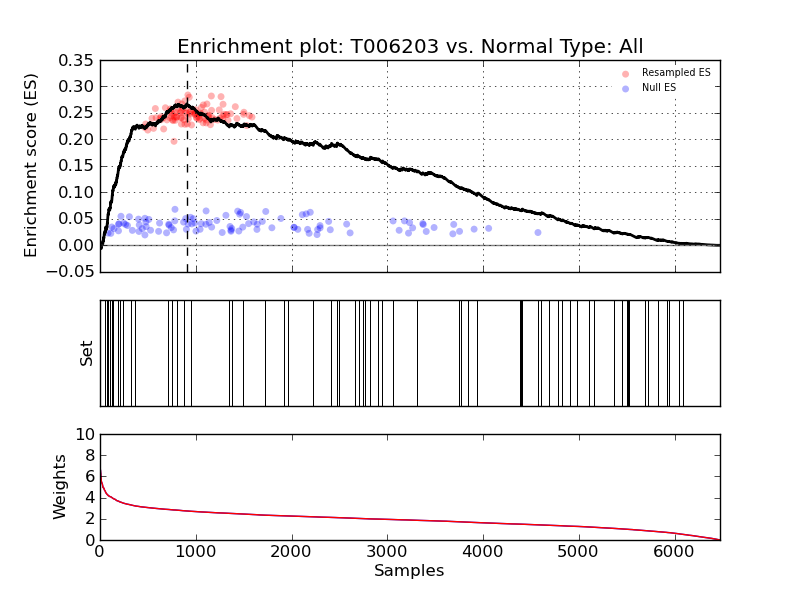 Enrichment plot: T006203 vs. Normal Type: All
Enrichment score (ES)
0.35
0.30
0.25
0.20
0.15
0.10
0.05
0.00
−0.05
Resampled ES
Null ES
Set
Weights
10
8
6
4
2
0
0 1000 2000 3000 4000 5000 6000
Samples